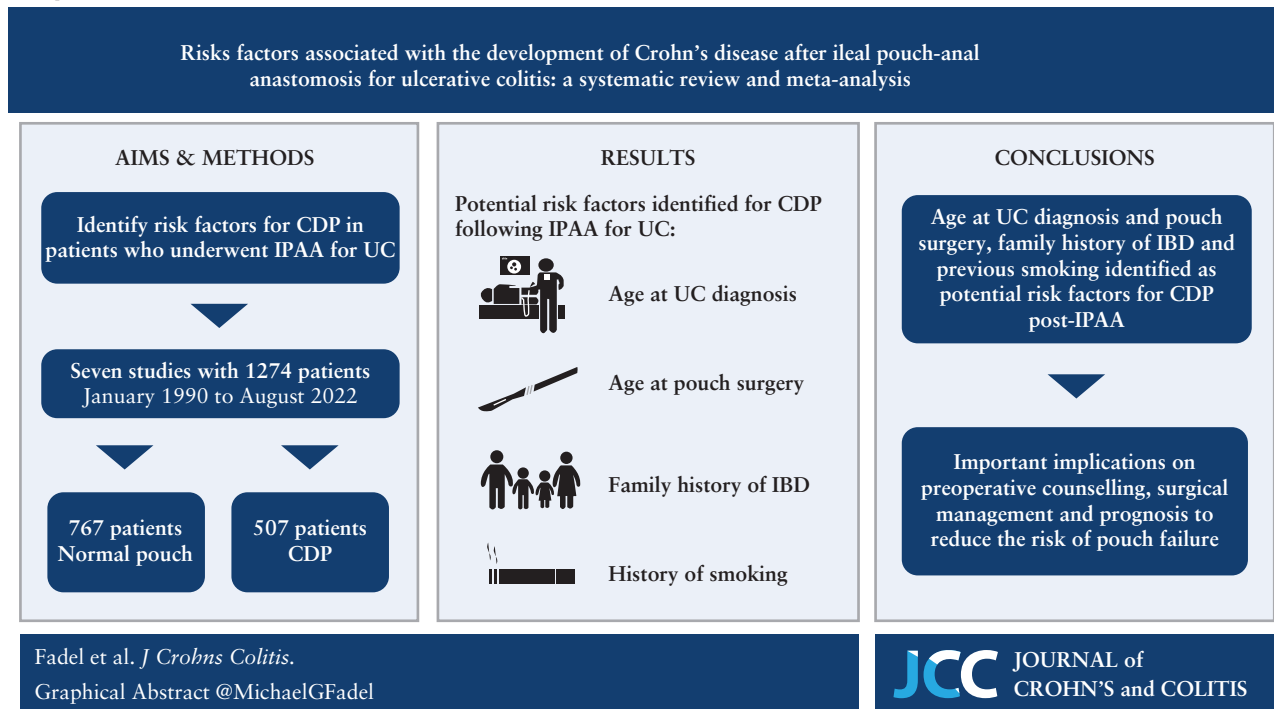 Risks factors associated with the development of Crohn's disease after ileal pouch-anal
anastomosis for ulcerative colitis: a systematic review and meta-analysis
AIMS & METHODS
Identify risk factors for CDP in
patients who underwent IPAA for UC
Seven studies with 1274 patients
January 1990 to August 2022
767 patients
Normal pouch
507 patients
CDP
RESULTS
Potential risk factors identified for CDP
following IPAA for UC:
Age at UC diagnosis
Age at pouch surgery
Family history of IBD
History of smoking
CONCLUSIONS
Age at UC diagnosis and pouch
surgery, family history of IBD and
previous smoking identified as
potential risk factors for CDP
post-IPAA
Important implications on
preoperative counselling, surgical
management and prognosis to
reduce the risk of pouch failure
Fadel et al. J Crohns Colitis.
Graphical Abstract @MichaelGFadel
JCC
JOURNAL of
CROHN'S and COLITIS